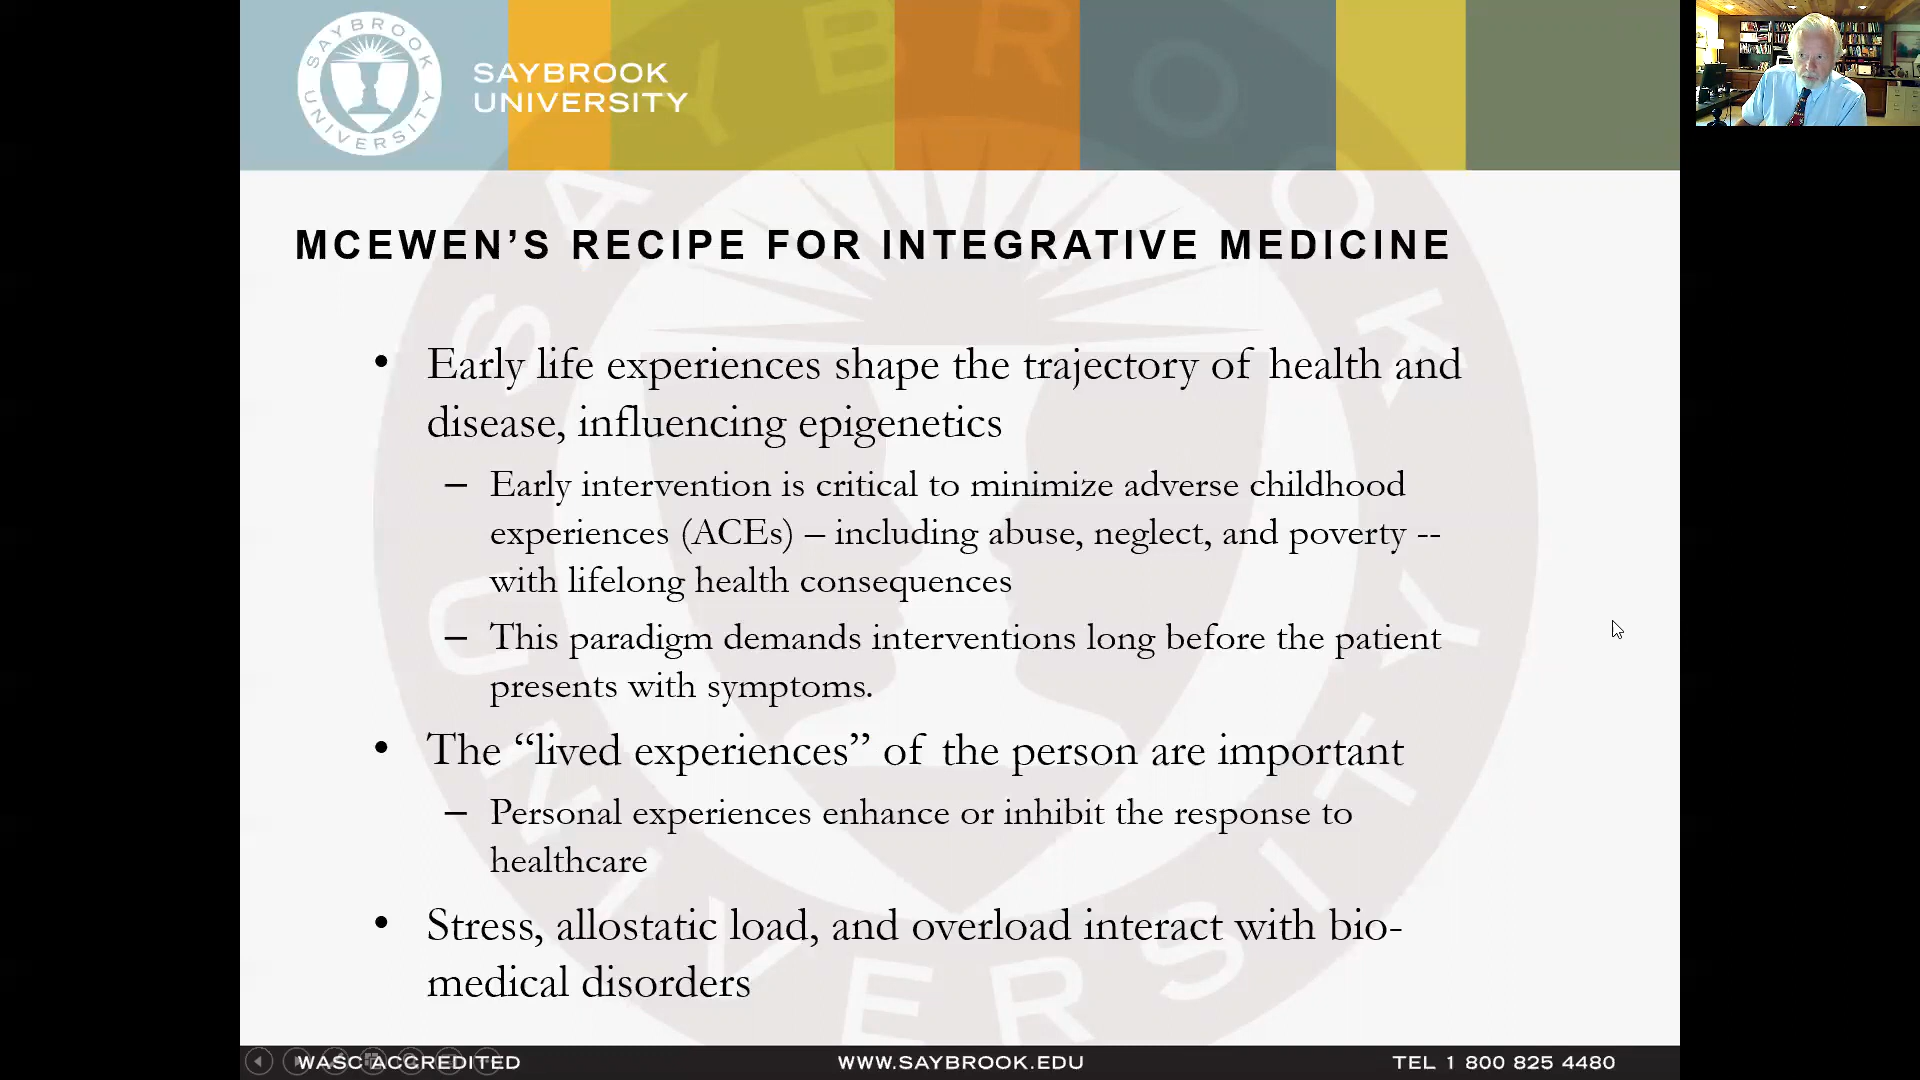 SAYBROOK UNIVERSITY
SAYBROOK
UNIVERSITY
SAYBROOK UNIVERSITY
MCEWEN’S RECIPE FOR INTEGRATIVE MEDICINE
• Early life experiences shape the trajectory of health and
disease, influencing epigenetics
– Early intervention is critical to minimize adverse childhood
experiences (ACEs) – including abuse, neglect, and poverty --
with lifelong health consequences
– This paradigm demands interventions long before the patient
presents with symptoms.
• The “lived experiences” of the person are important
– Personal experiences enhance or inhibit the response to
healthcare
• Stress, allostatic load, and overload interact with bio-
medical disorders
WASC ACCREDITED
WWW.SAYBROOK.EDU
TEL 1 800 825 4480